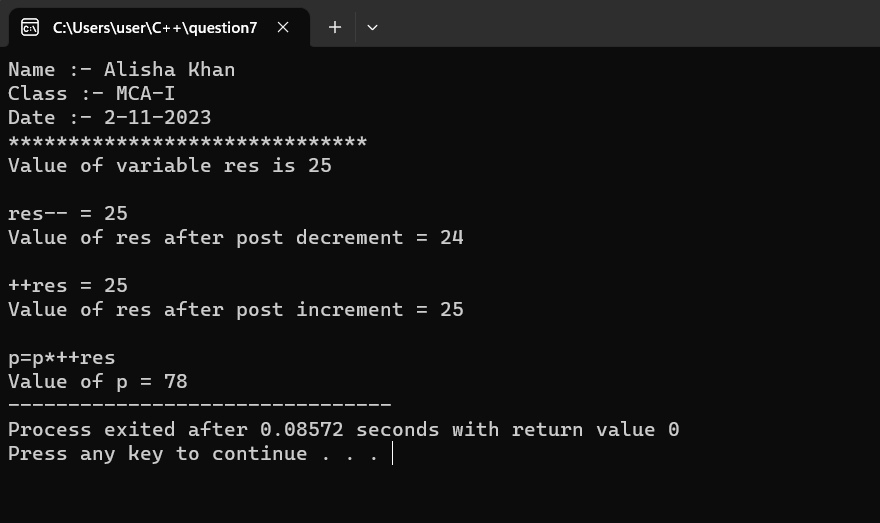 C:\Users\user\C++\question7
Name :- Alisha Khan
Class :- MCA-I
Date :- 2-11-2023
******************************
Value of variable res is 25
res-- = 25
Value of res after post decrement = 24
++res = 25
Value of res after post increment = 25
p=p*++res
Value of p = 78
--------------------------------
Process exited after 0.08572 seconds with return value 0
Press any key to continue . . .